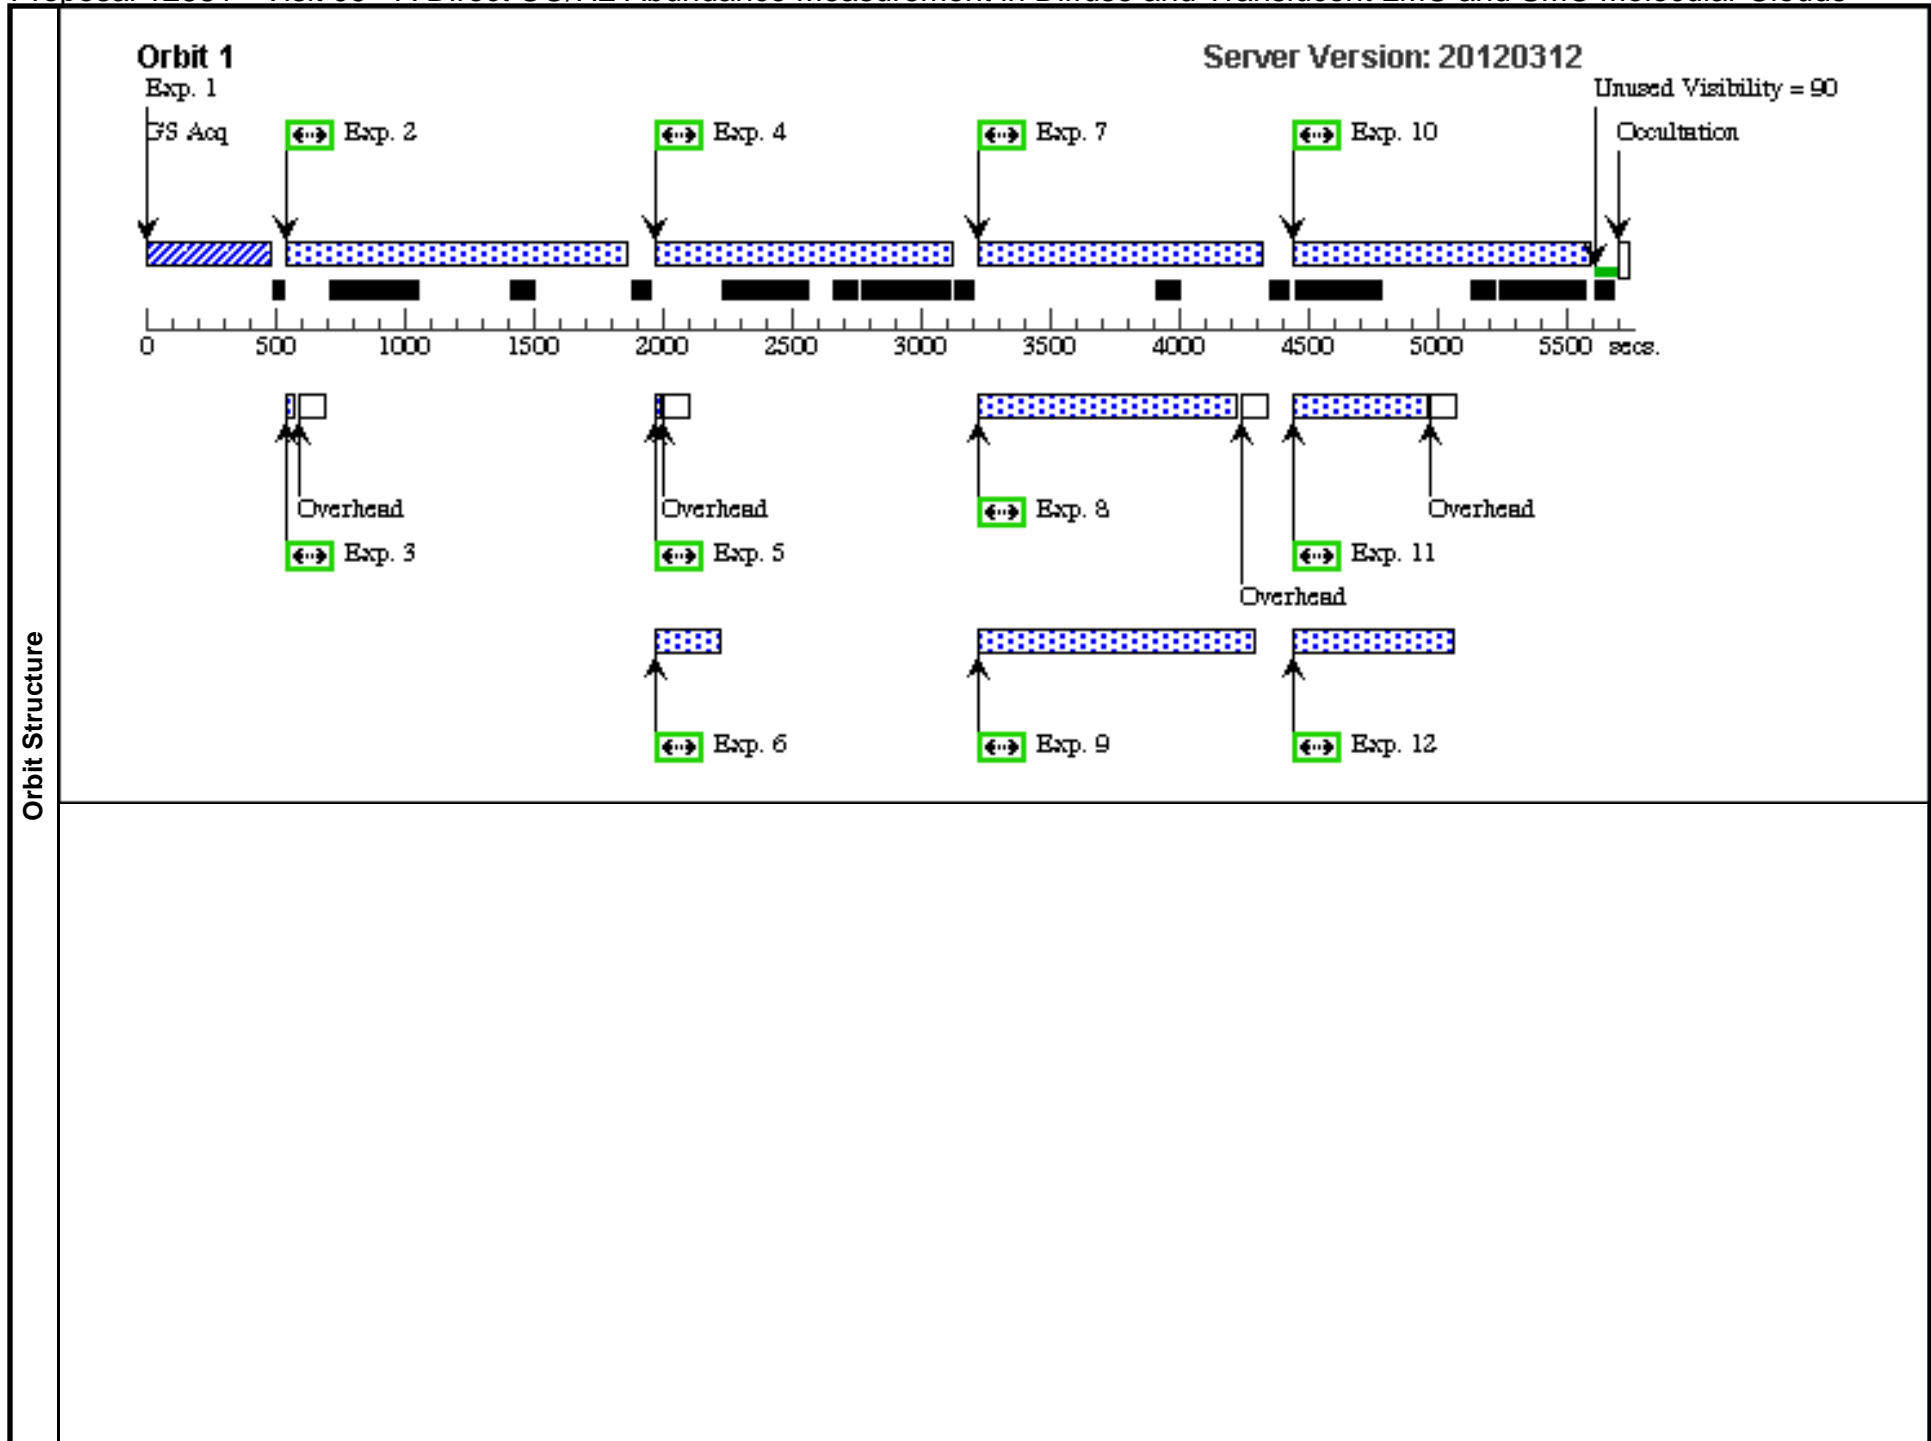 Orbit 1
Server Version: 20120312
Exp. 1
Unused Visibility = 90
GS Acq
Exp. 2
Exp. 4
Exp. 7
Exp. 10
Occultation
0 500 1000 1500 2000 2500 3000 3500 4000 4500 5000 5500 secs.
Overhead
Overhead
Exp. 8
Overhead
Exp. 3
Exp. 5
Exp. 11
Overhead
Exp. 6
Exp. 9
Exp. 12
Orbit Structure